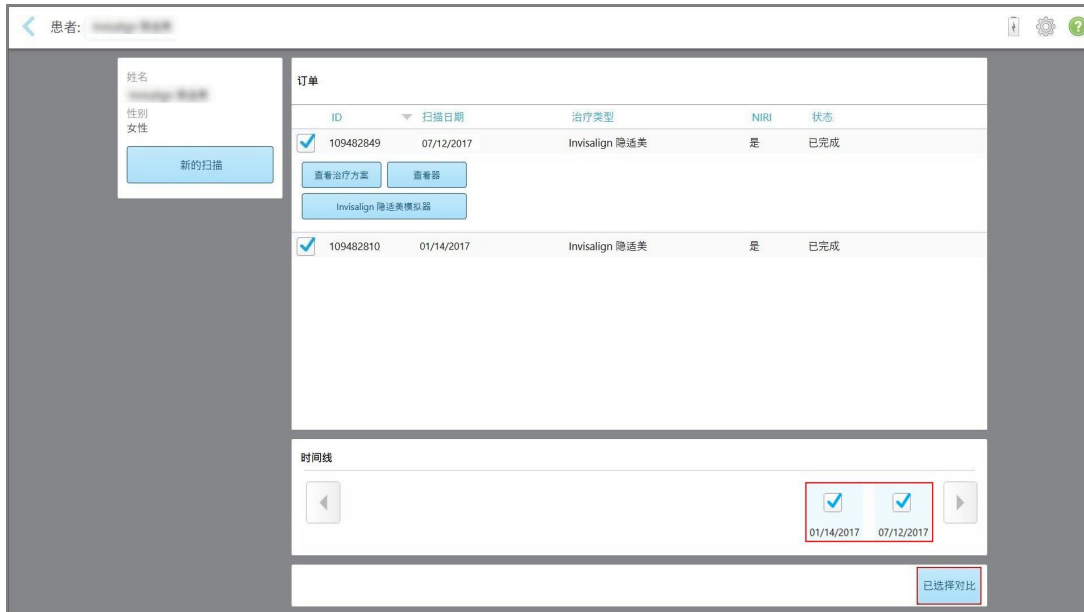 患者:
?
姓名
性别
女性
新的扫描
订单
ID 扫描日期 治疗类型 NIRI 状态
109482849 07/12/2017 Invisalign 隐适美 是 已完成
查看治疗方案 查看器
Invisalign 隐适美模拟器
109482810 01/14/2017 Invisalign 隐适美 是 已完成
时间线
01/14/2017 07/12/2017
已选择对比